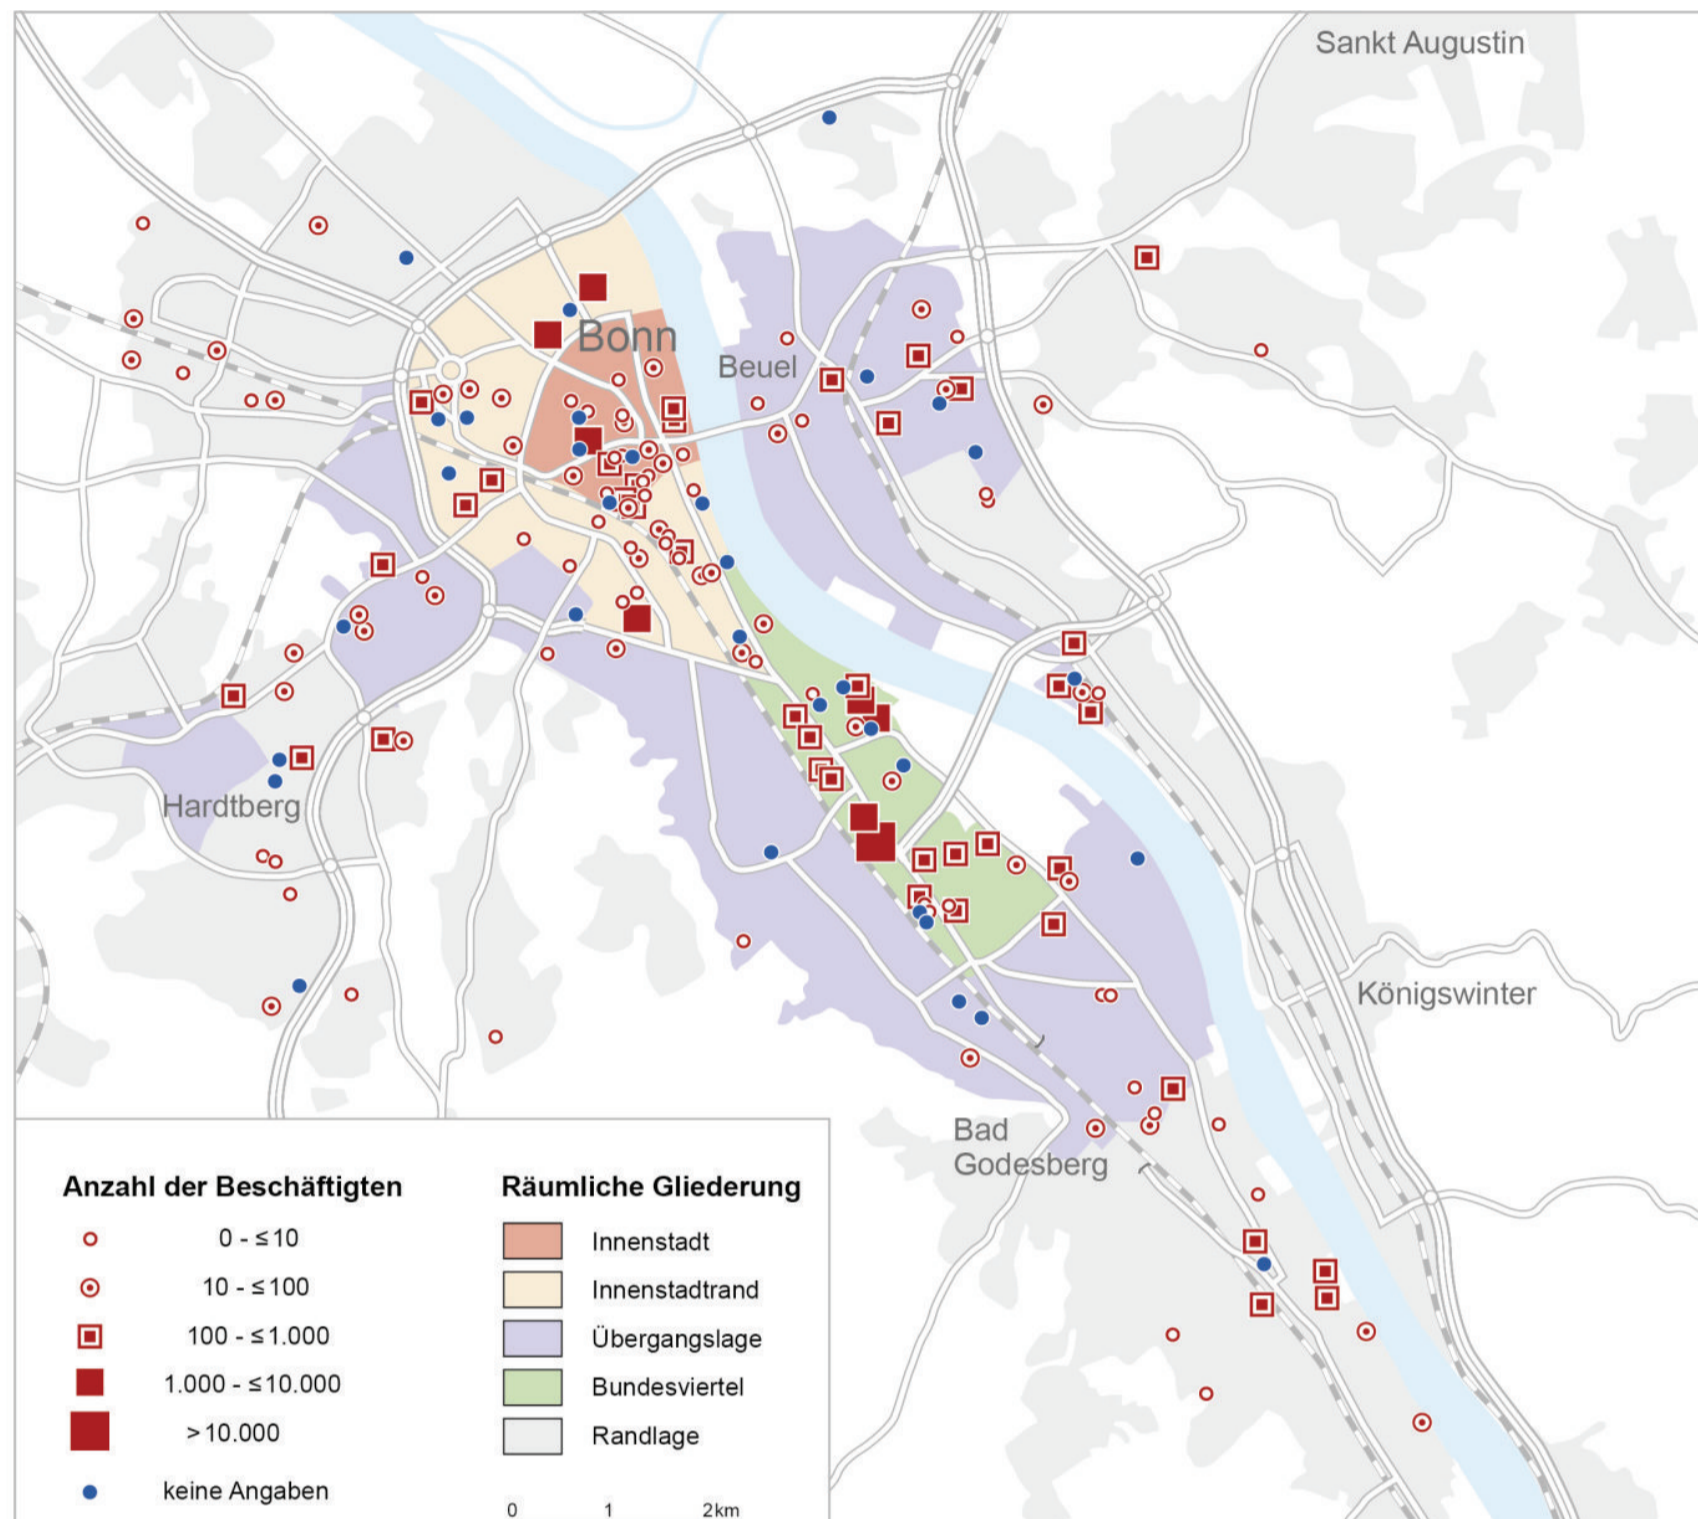 Sankt Augustin
Bonn
Beuel
Hardtberg
Königswinter
Bad
Godesberg
Anzahl der Beschäftigten
0 - ≤10
10 - ≤100
100 - ≤1.000
1.000 - ≤10.000
>10.000
keine Angaben
Räumliche Gliederung
Innenstadt
Innenstadtrand
Übergangslage
Bundesviertel
Randlage
0 1 2km